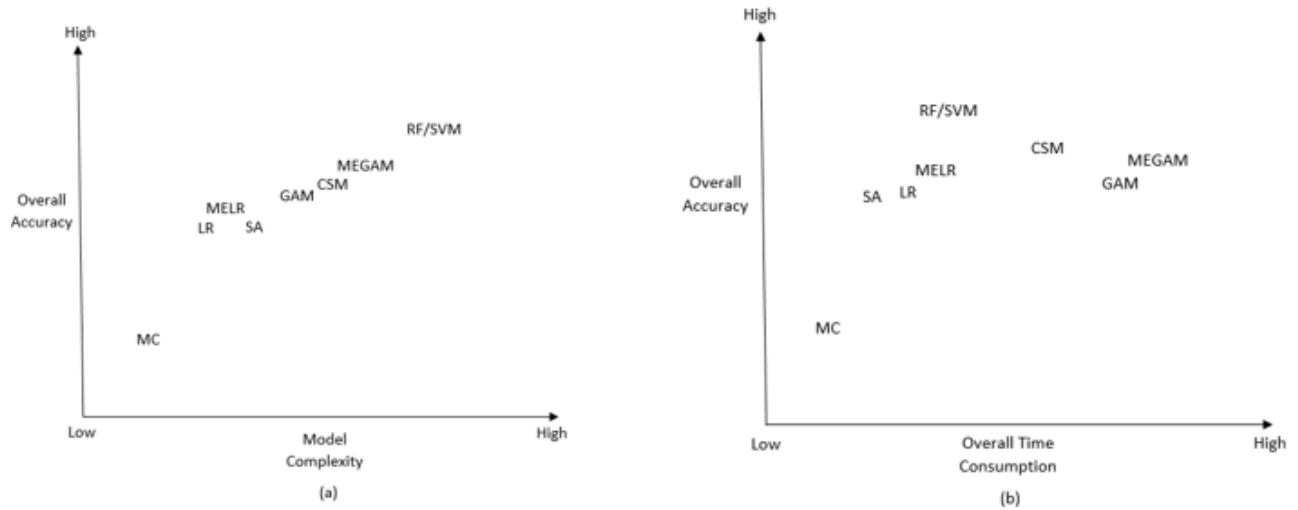 High
RF/SVM
MEGAM
CSM
GAM
MELR
LR
SA
Overall
Accuracy
MC
Low
Model
Complexity
High
(a)
High
RF/SVM
CSM
MEGAM
MELR
GAM
LR
SA
Overall
Accuracy
MC
Low
Overall Time
Consumption
High
(b)